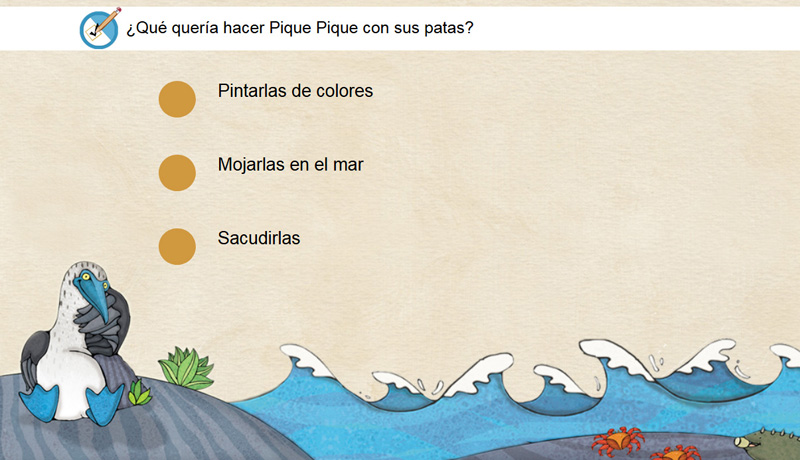 ¿Qué quería hacer Pique Pique con sus patas?
Pintarlas de colores
Mojarlas en el mar
Sacudirlas